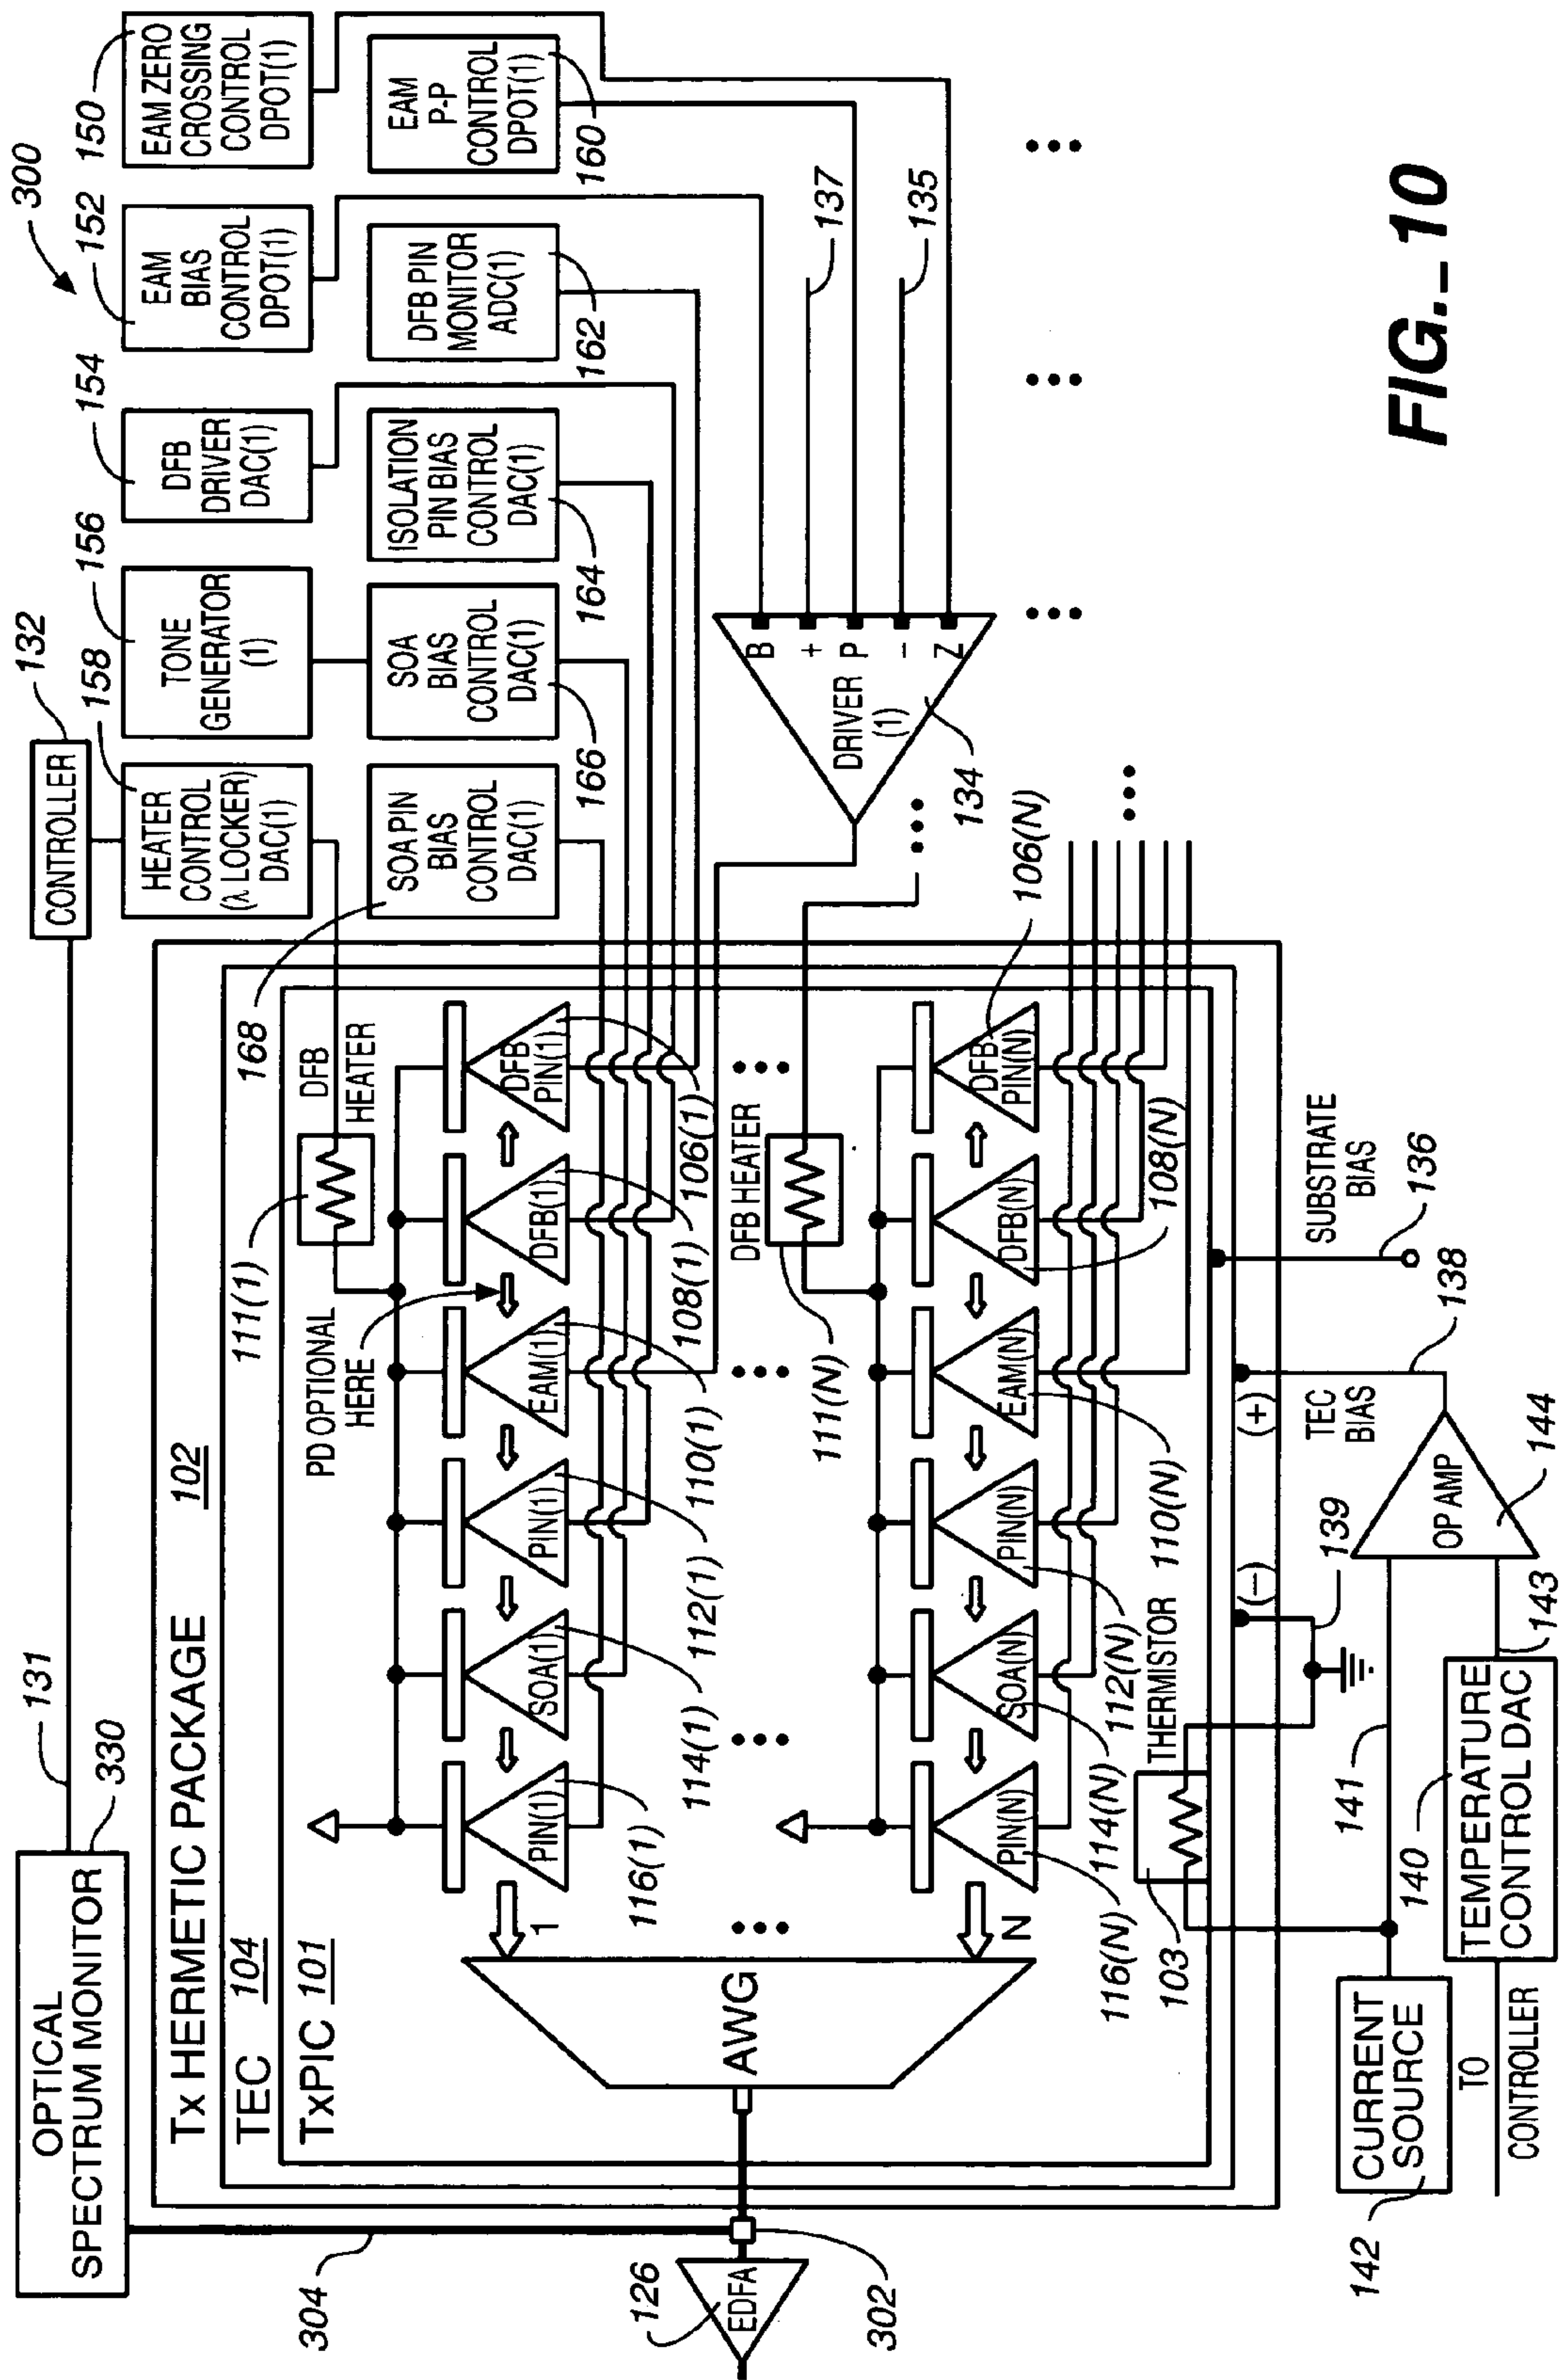 300
OPTICAL
SPECTRUM MONITOR
330
131
CONTROLLER
132
158
156
154
152
150
HEATER
CONTROL
(λ LOCKER)
DAC(1)
TONE
GENERATOR
(1)
DFB
DRIVER
DAC(1)
EAM
BIAS
CONTROL
DPOT(1)
EAM ZERO
CROSSING
CONTROL
DPOT(1)
SOA PIN
BIAS
CONTROL
DAC(1)
SOA
BIAS
CONTROL
DAC(1)
ISOLATION
PIN BIAS
CONTROL
DAC(1)
DFB PIN
MONITOR
ADC(1)
EAM
P-P
CONTROL
DPOT(1)
168
166
164
162
160
304
Tx HERMETIC PACKAGE 102
TEC 104
TxPIC 101
111(1)
DFB
HEATER
PD OPTIONAL
HERE
PIN(1)
SOA(1)
PIN(1)
EAM(1)
DFB(1)
DFB
PIN(1)
1
116(1)
114(1)
112(1)
110(1)
108(1)
106(1)
137
135
B
+
P
-
Z
DRIVER
(1)
134
126
EDFA
302
AWG
DFB HEATER
111(N)
106(N)
N
PIN(N)
SOA(N)
PIN(N)
EAM(N)
DFB(N)
DFB
PIN(N)
116(N)
114(N)
112(N)
110(N)
108(N)
103
THERMISTOR
(-)
(+)
139
TEC
BIAS
138
SUBSTRATE
BIAS
136
142
CURRENT
SOURCE
141
140
TEMPERATURE
CONTROL DAC
143
OP AMP
144
TO
CONTROLLER
FIG._10